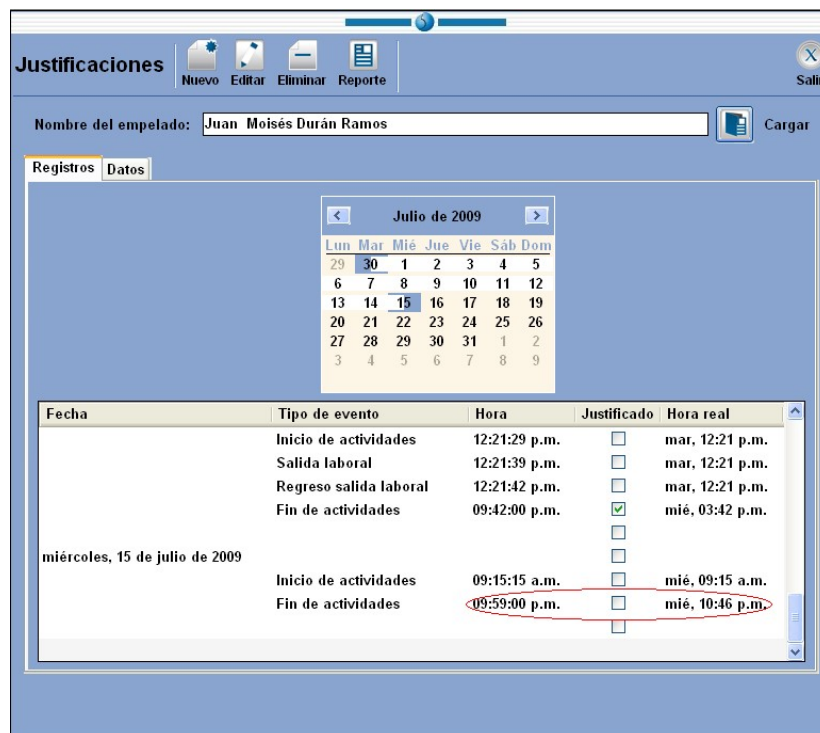 Justificaciones
Nuevo Editar Eliminar Reporte
X
Sali
Nombre del empelado: Juan Moisés Durán Ramos Cargar
Registros Datos
< Julio de 2009 >
Lun Mar Mié Jue Vie Sáb Dom
29 30 1 2 3 4 5
6 7 8 9 10 11 12
13 14 15 16 17 18 19
20 21 22 23 24 25 26
27 28 29 30 31 1 2
3 4 5 6 7 8 9
Fecha Tipo de evento Hora Justificado Hora real
Inicio de actividades 12:21:29 p.m. mar, 12:21 p.m.
Salida laboral 12:21:39 p.m. mar, 12:21 p.m.
Regreso salida laboral 12:21:42 p.m. mar, 12:21 p.m.
Fin de actividades 09:42:00 p.m. mié, 03:42 p.m.
miércoles, 15 de julio de 2009
Inicio de actividades 09:15:15 a.m. mié, 09:15 a.m.
Fin de actividades 09:59:00 p.m. mié, 10:46 p.m.